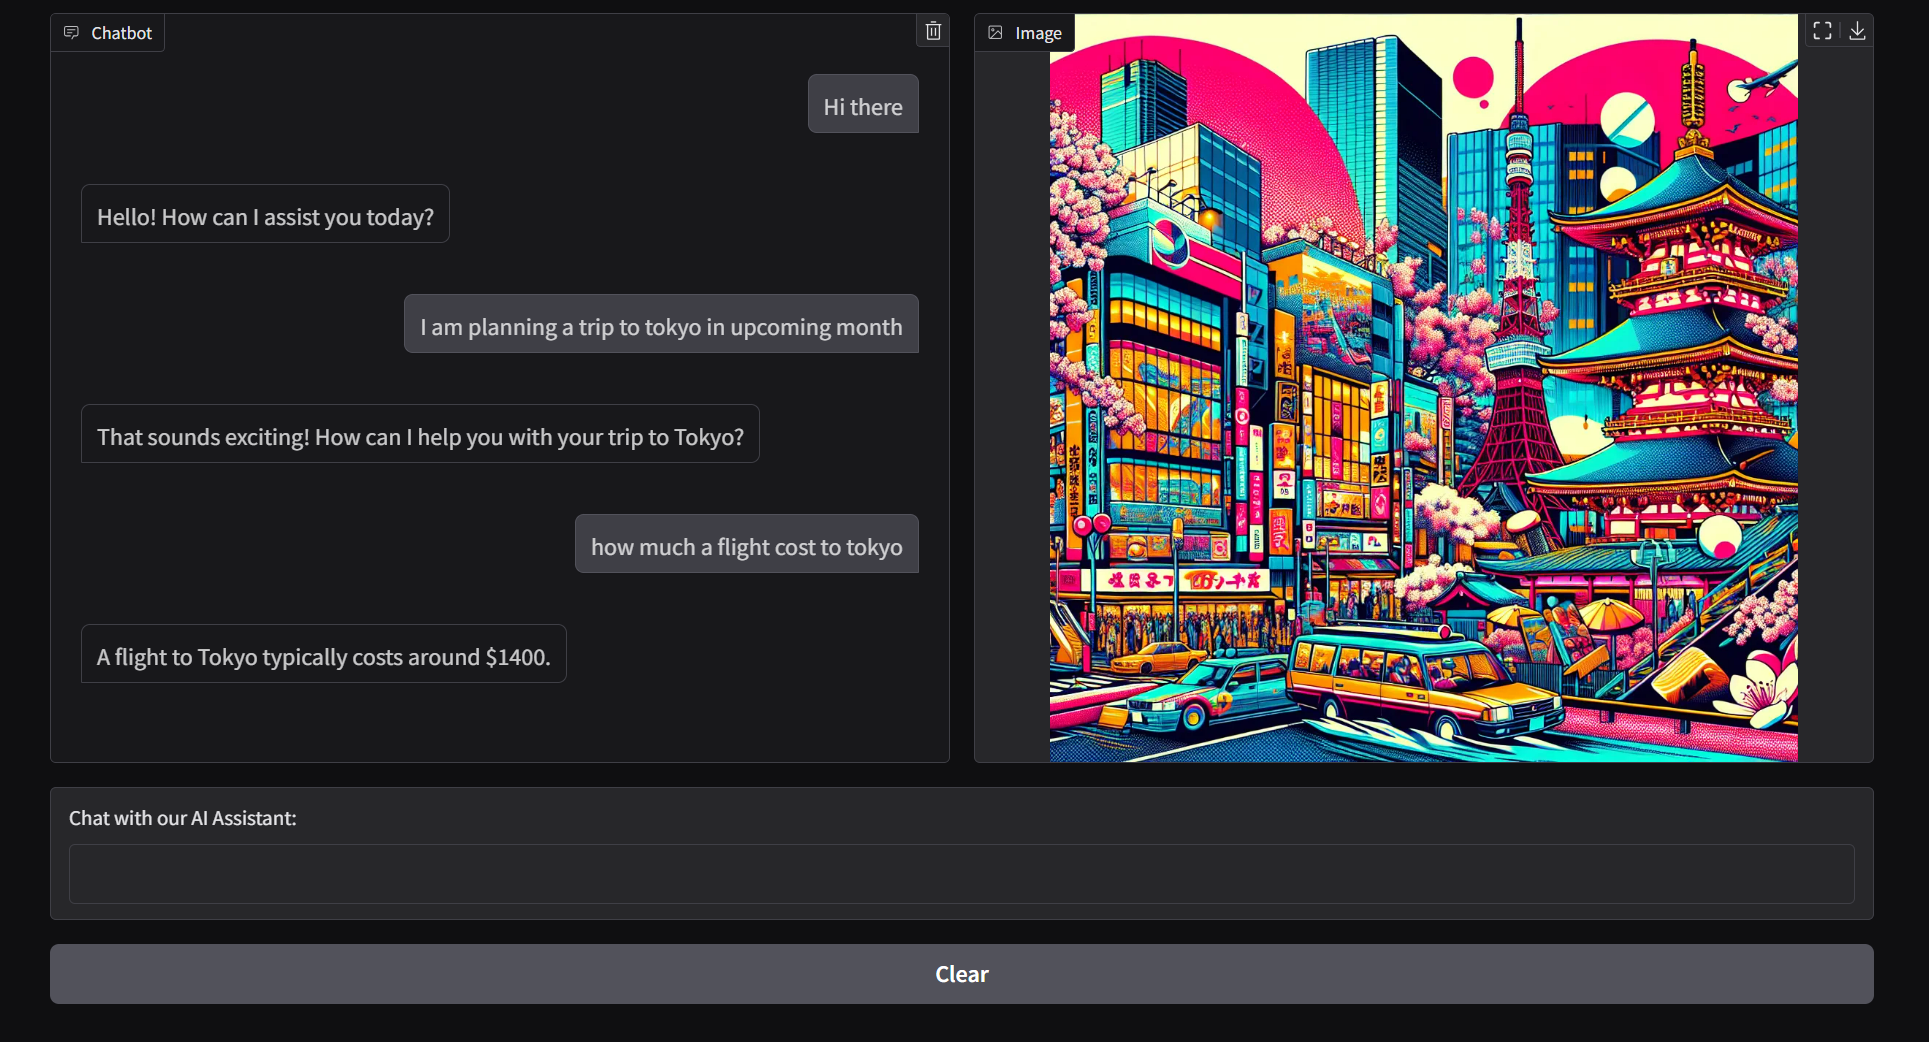 Chatbot
Hi there
Hello! How can I assist you today?
I am planning a trip to tokyo in upcoming month
That sounds exciting! How can I help you with your trip to Tokyo?
how much a flight cost to tokyo
A flight to Tokyo typically costs around $1400.
Image
Chat with our AI Assistant:
Clear